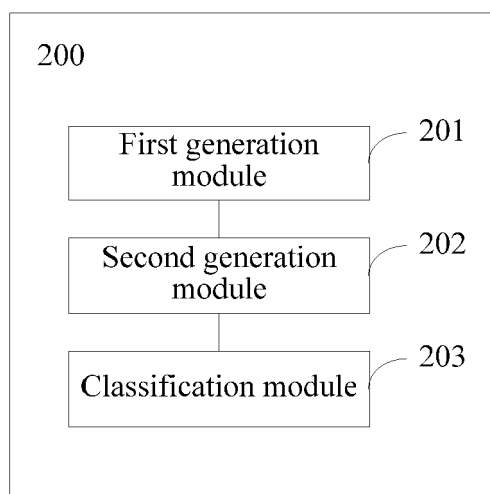 200
First generation
module
201
Second generation
module
202
Classification module
203